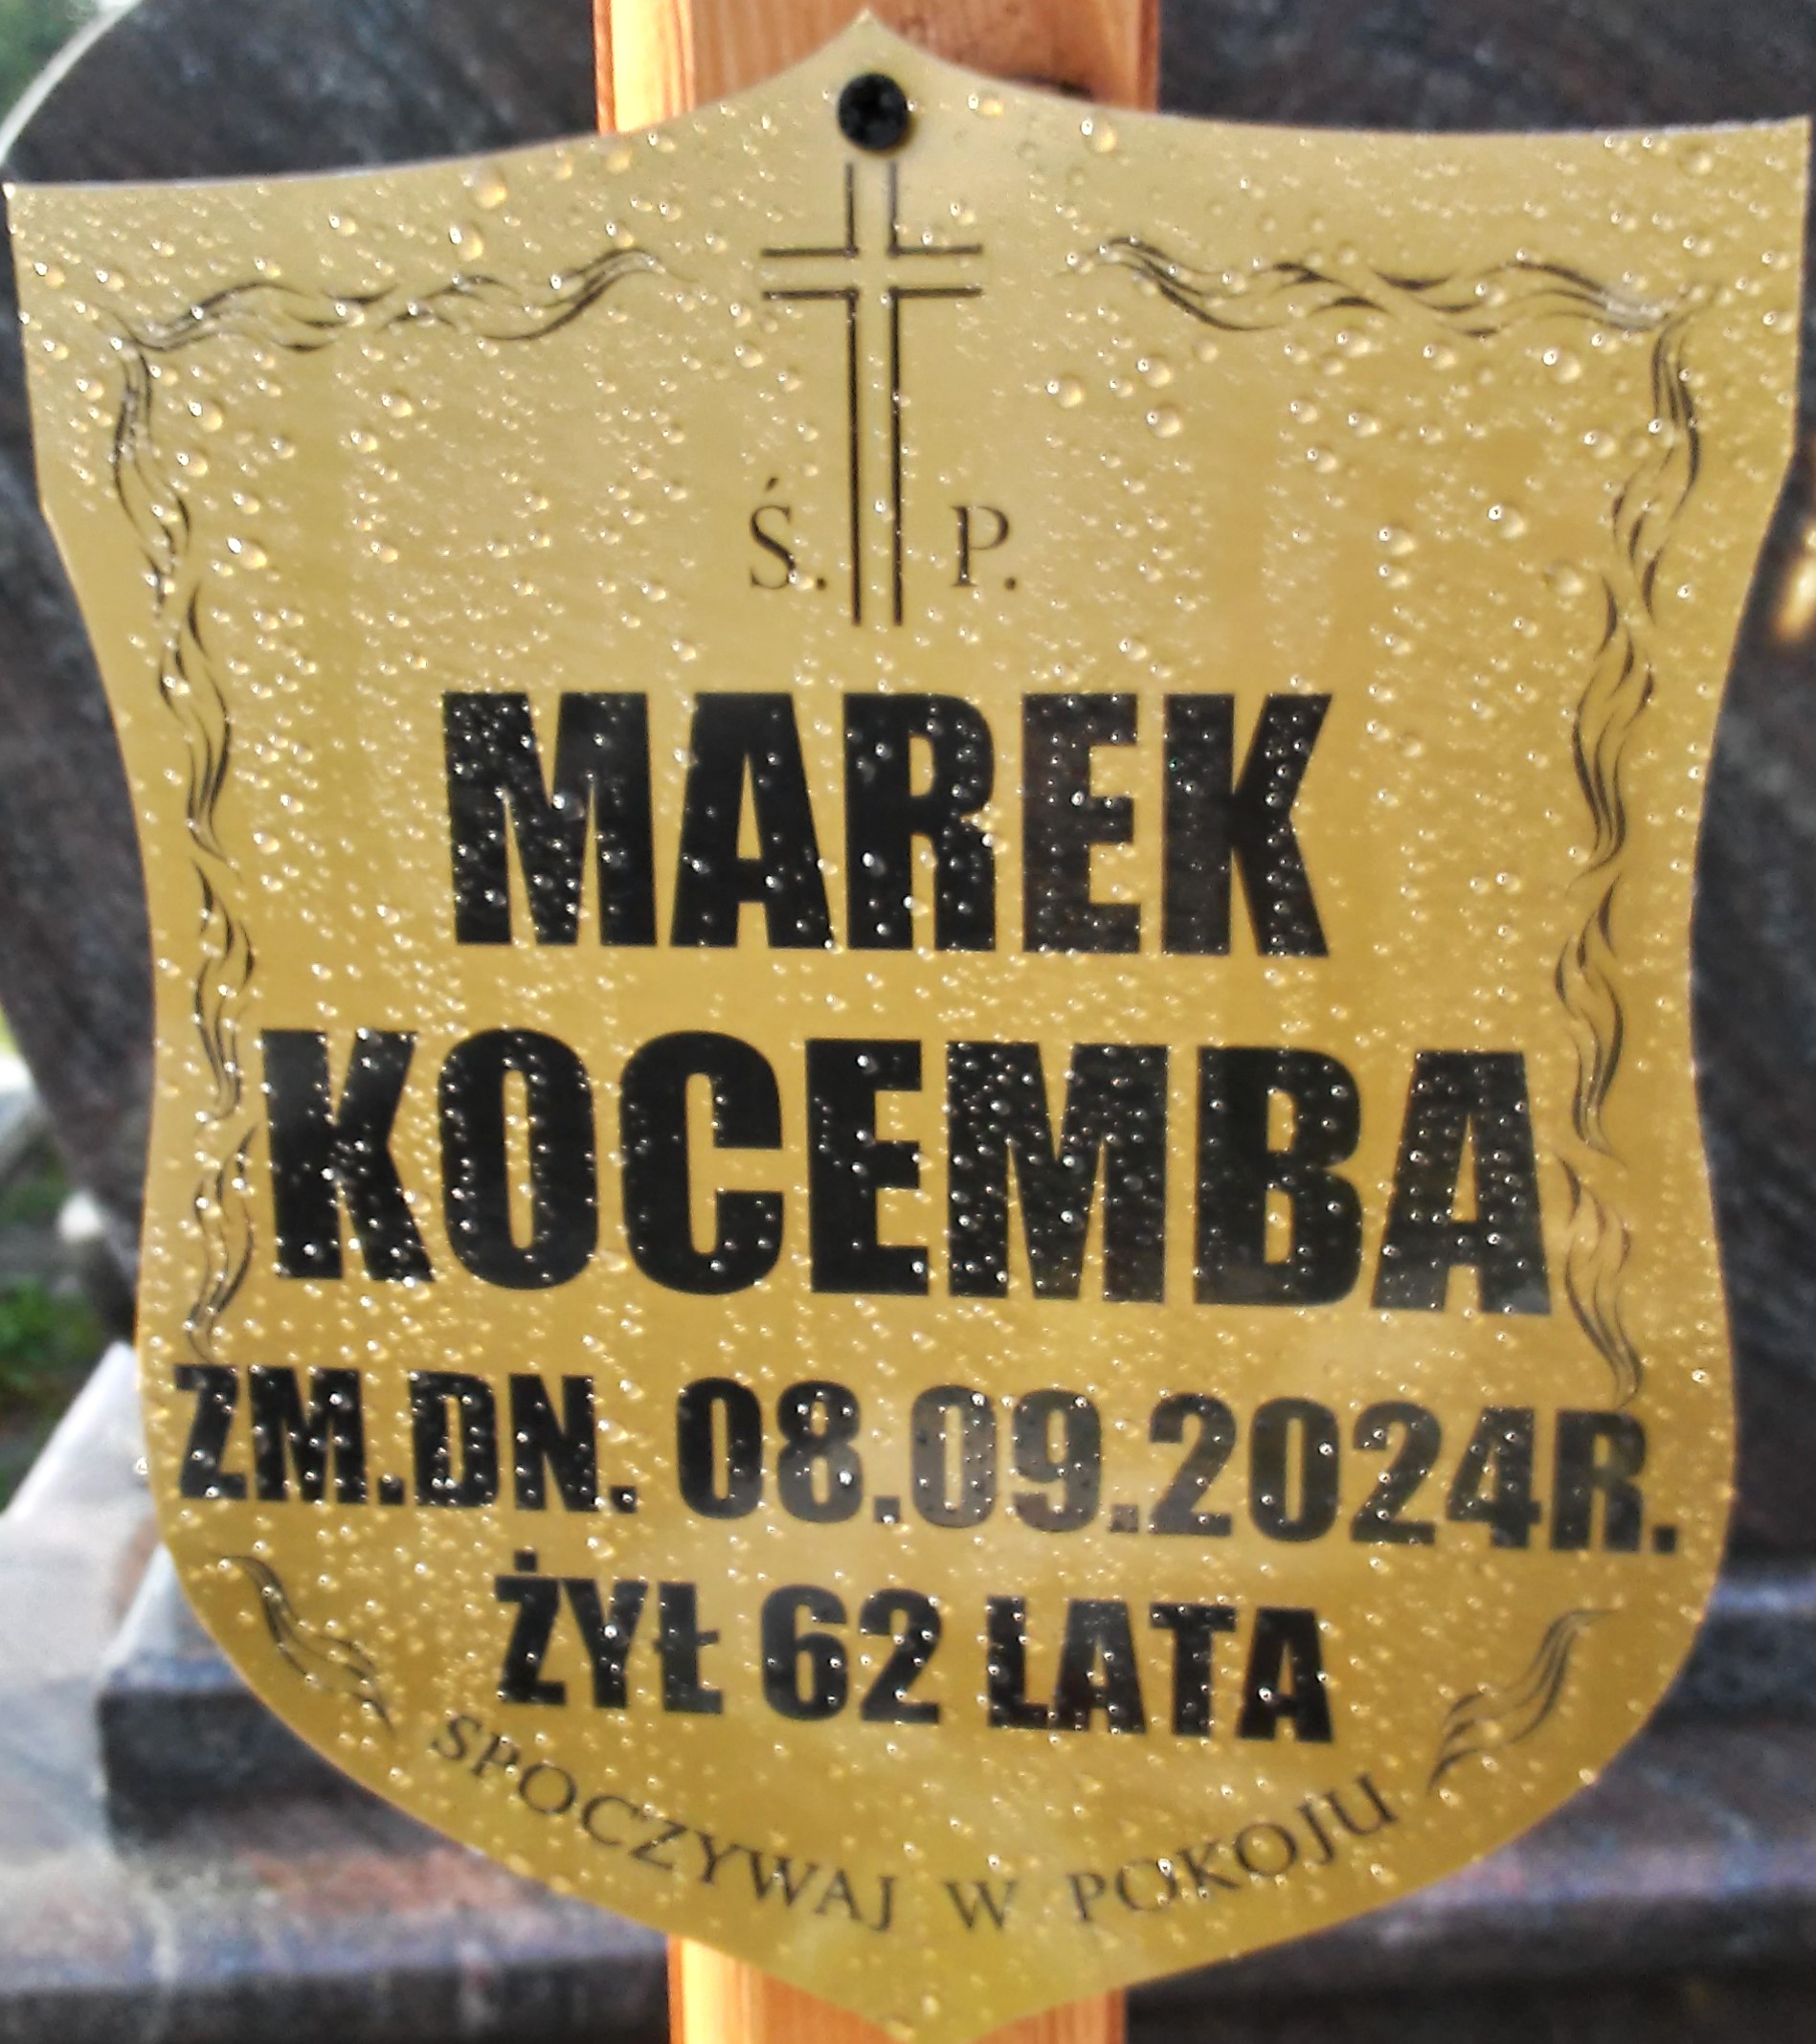 Ś. P.
MAREK
KOCEMBA
ZM.DN. 08.09.2024R.
ŻYŁ 62 LATA
SPOCZYWAJ W POKOJU